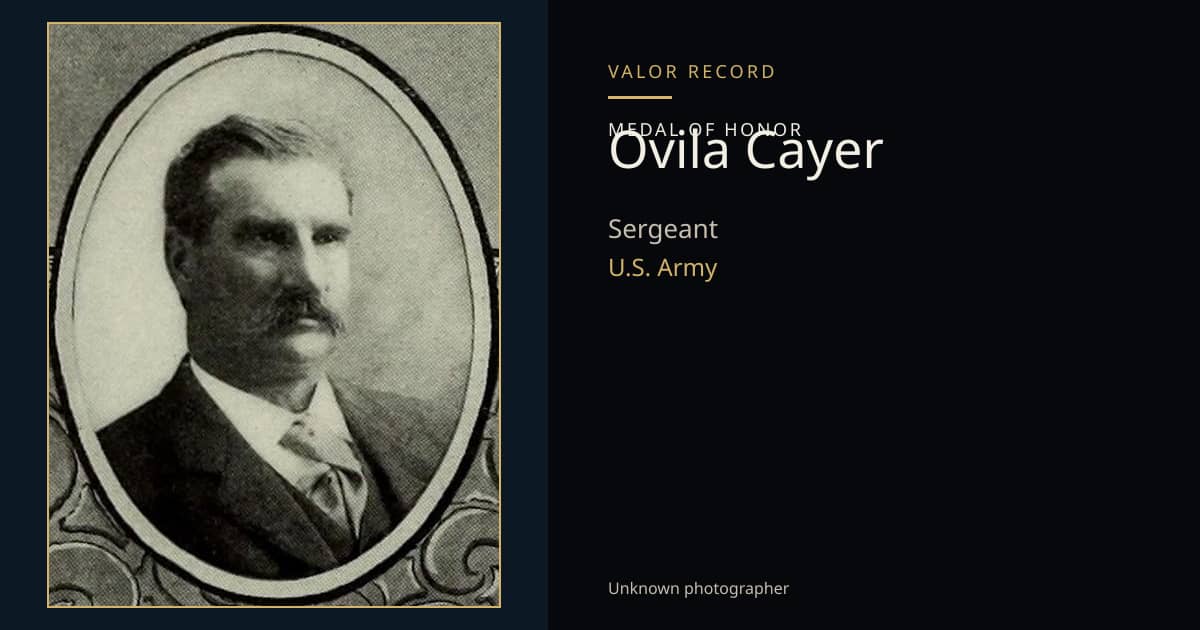 VALOR RECORD
MEDAL OF HONOR
Ovila Cayer
Sergeant
U.S. Army
Unknown photographer